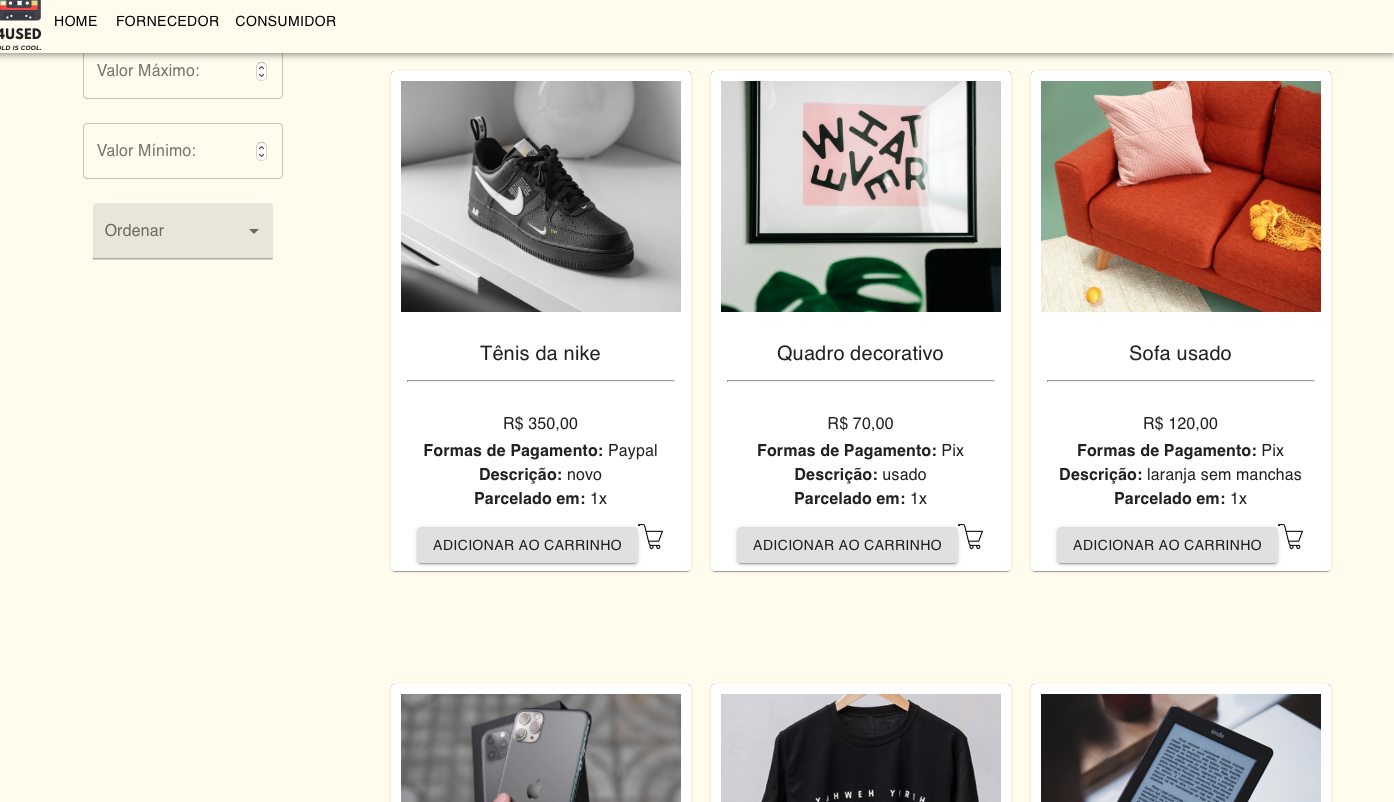 4USED
OLD IS COOL.
HOME FORNECEDOR CONSUMIDOR
Valor Máximo:
Valor Mínimo:
Ordenar
AIR
WHAT
EVER
Tênis da nike
R$ 350,00
Formas de Pagamento: Paypal
Descrição: novo
Parcelado em: 1x
ADICIONAR AO CARRINHO
Quadro decorativo
R$ 70,00
Formas de Pagamento: Pix
Descrição: usado
Parcelado em: 1x
ADICIONAR AO CARRINHO
Sofa usado
R$ 120,00
Formas de Pagamento: Pix
Descrição: laranja sem manchas
Parcelado em: 1x
ADICIONAR AO CARRINHO
YAHWEH YIREH
kindle